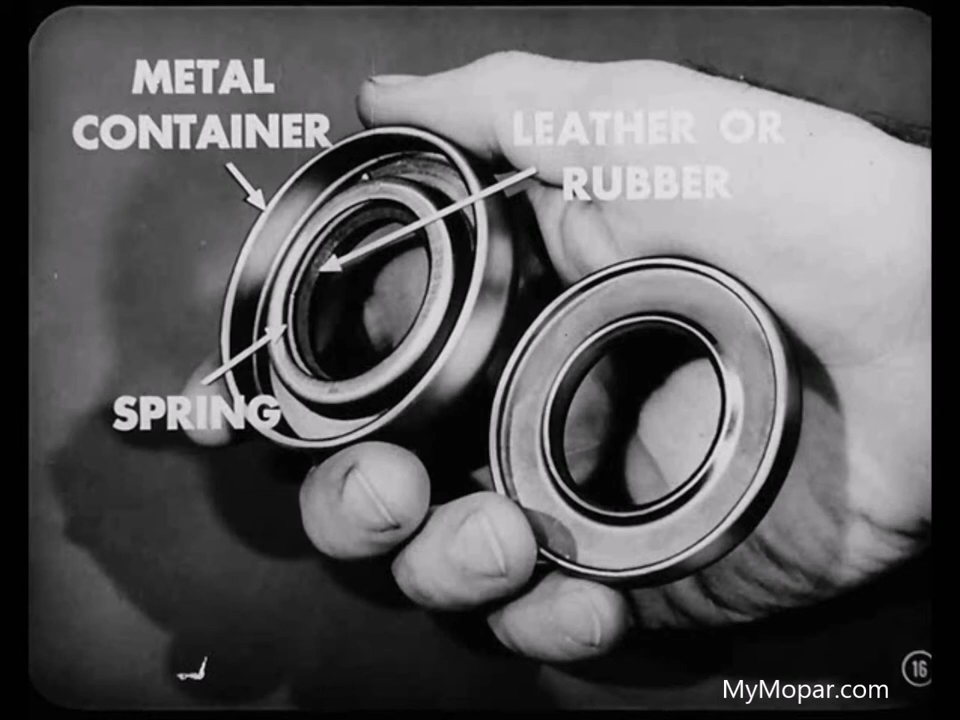 METAL
CONTAINER
LEATHER OR
RUBBER
SPRING
16
MyMopar.com